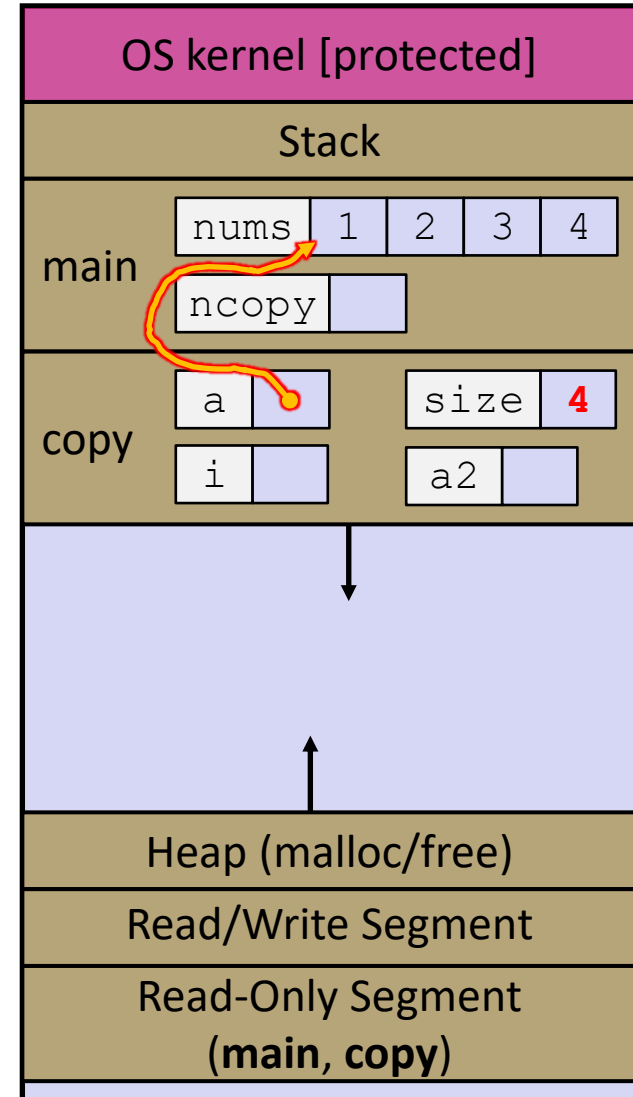 OS kernel [protected]
Stack
main
nums 1 2 3 4
ncopy
copy
a size 4
i a2
Heap (malloc/free)
Read/Write Segment
Read-Only Segment
(main, copy)